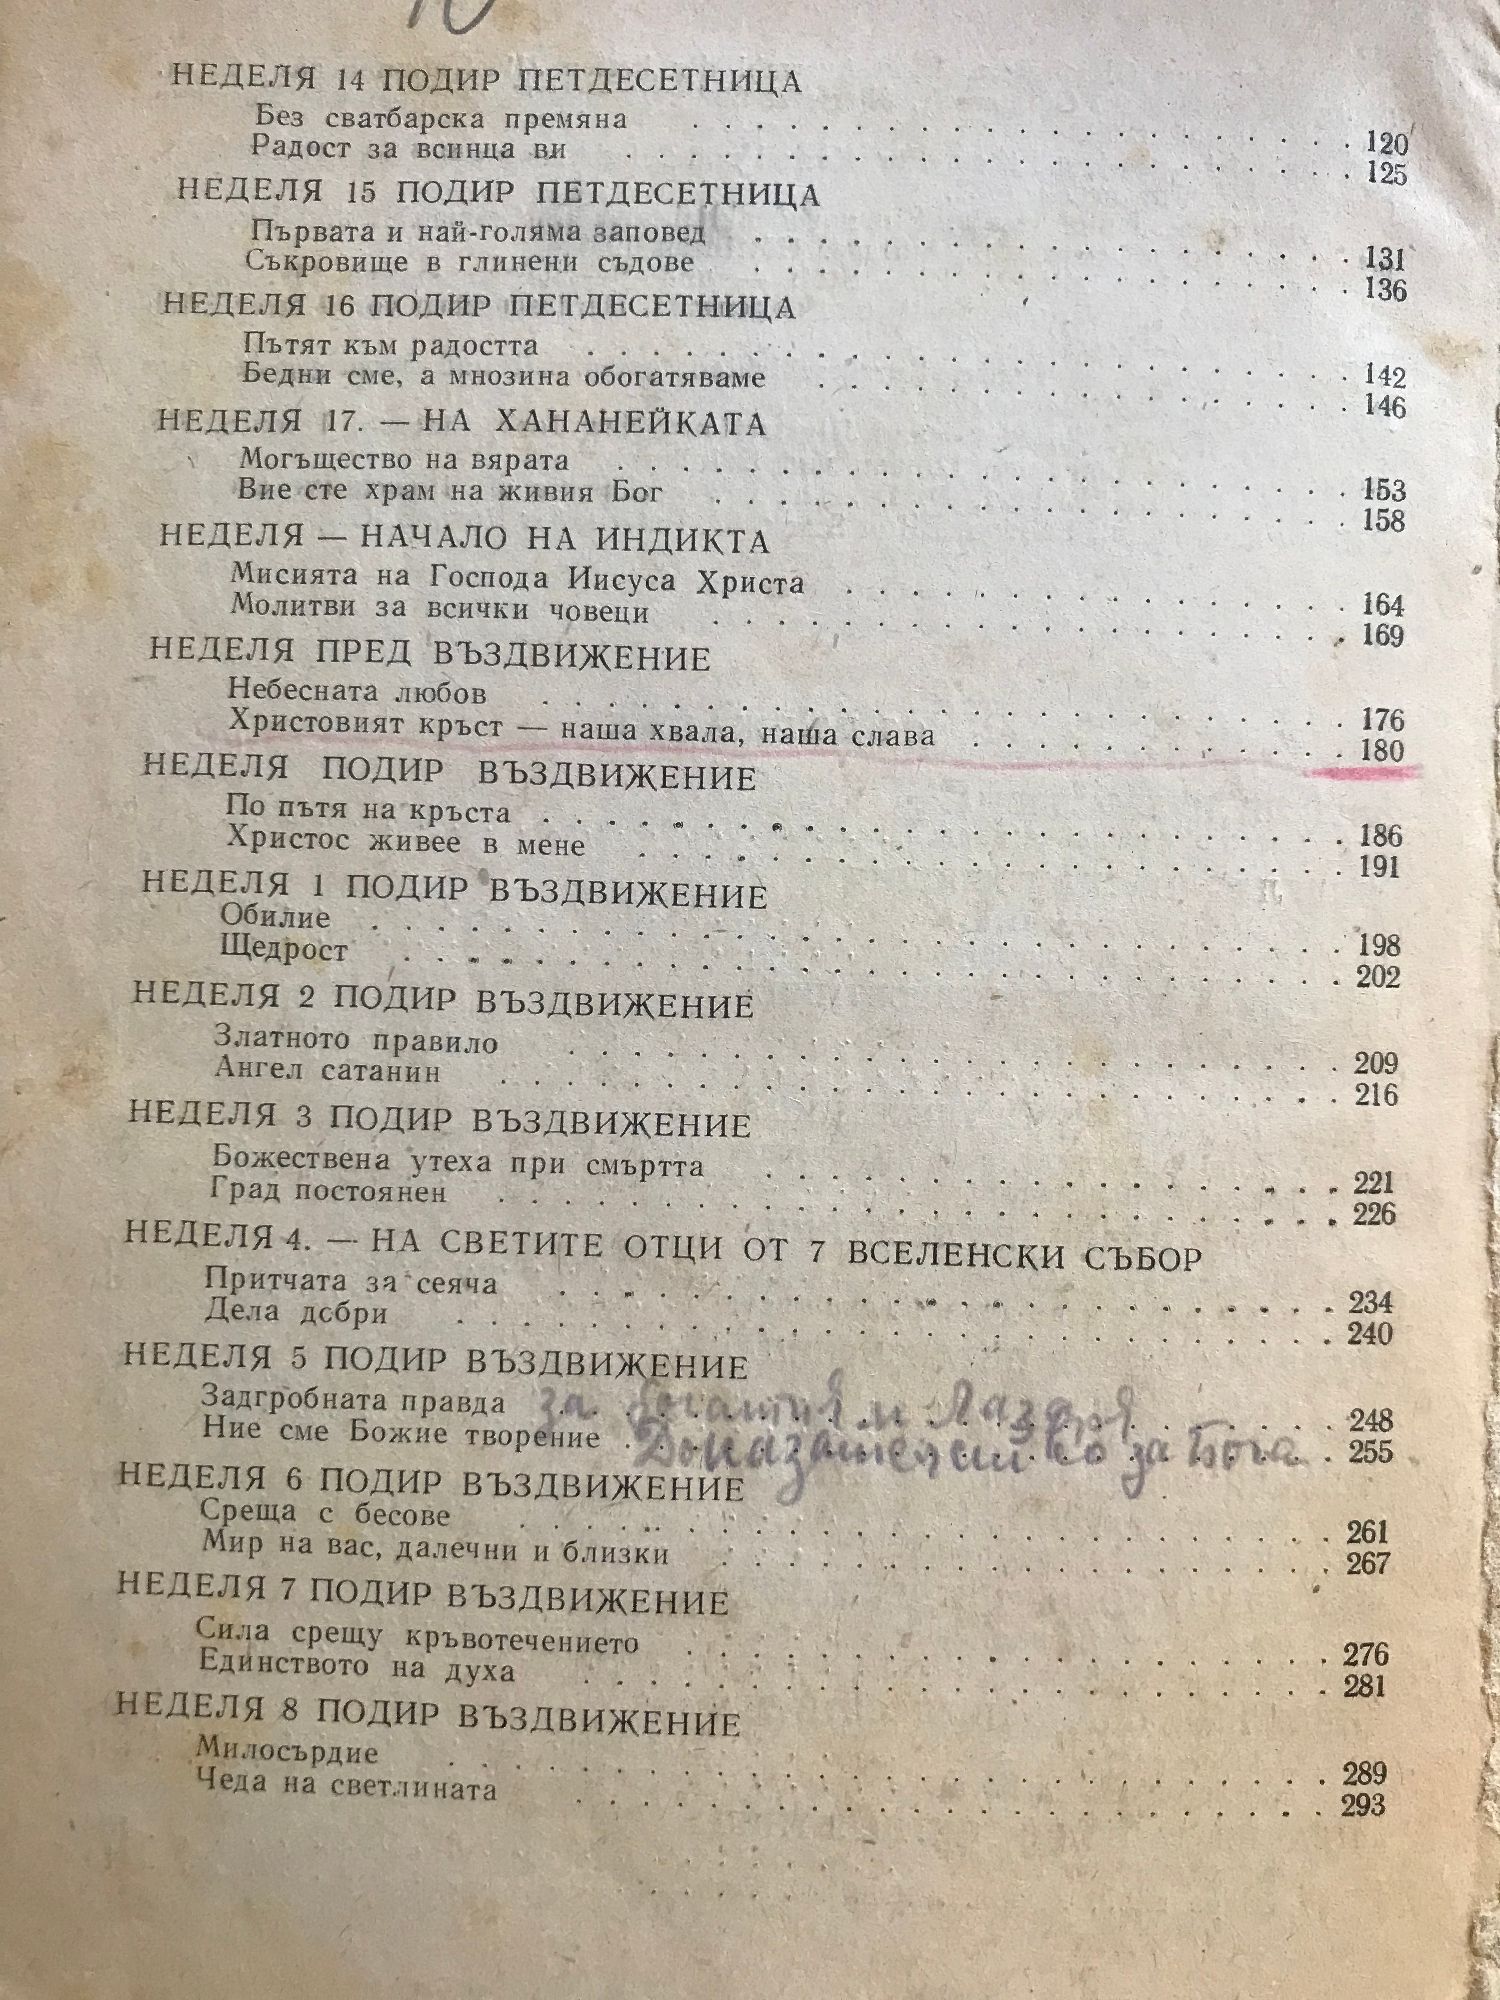 НЕДЕЛЯ 14 ПОДИР ПЕТДЕСЕТНИЦА
Без сватбарска премяна . . . . . . . . . . . . . . . . . . . . 120
Радост за всинца ви . . . . . . . . . . . . . . . . . . . . 125
НЕДЕЛЯ 15 ПОДИР ПЕТДЕСЕТНИЦА
Първата и най-голяма заповед . . . . . . . . . . . . . . . . . . 131
Съкровище в глинени съдове . . . . . . . . . . . . . . . . . . 136
НЕДЕЛЯ 16 ПОДИР ПЕТДЕСЕТНИЦА
Пътят към радостта . . . . . . . . . . . . . . . . . . . . 142
Бедни сме, а мнозина обогатяваме . . . . . . . . . . . . . . . . 146
НЕДЕЛЯ 17. — НА ХАНАНЕЙКАТА
Могъщество на вярата . . . . . . . . . . . . . . . . . . . . 153
Вие сте храм на живия Бог . . . . . . . . . . . . . . . . . . 158
НЕДЕЛЯ — НАЧАЛО НА ИНДИКТА
Мисията на Господа Иисуса Христа . . . . . . . . . . . . . . . . 164
Молитви за всички човеци . . . . . . . . . . . . . . . . . . 169
НЕДЕЛЯ ПРЕД ВЪЗДВИЖЕНИЕ
Небесната любов . . . . . . . . . . . . . . . . . . . . . . 176
Христовият кръст — наша хвала, наша слава . . . . . . . . . . . . 180
НЕДЕЛЯ ПОДИР ВЪЗДВИЖЕНИЕ
По пътя на кръста . . . . . . . . . . . . . . . . . . . . . . 186
Христос живее в мене . . . . . . . . . . . . . . . . . . . . 191
НЕДЕЛЯ 1 ПОДИР ВЪЗДВИЖЕНИЕ
Обилие . . . . . . . . . . . . . . . . . . . . . . . . . . 198
Щедрост . . . . . . . . . . . . . . . . . . . . . . . . . . 202
НЕДЕЛЯ 2 ПОДИР ВЪЗДВИЖЕНИЕ
Златното правило . . . . . . . . . . . . . . . . . . . . . . 209
Ангел сатанин . . . . . . . . . . . . . . . . . . . . . . . . 216
НЕДЕЛЯ 3 ПОДИР ВЪЗДВИЖЕНИЕ
Божествена утеха при смъртта . . . . . . . . . . . . . . . . . . 221
Град постоянен . . . . . . . . . . . . . . . . . . . . . . . . 226
НЕДЕЛЯ 4. — НА СВЕТИТЕ ОТЦИ ОТ 7 ВСЕЛЕНСКИ СЪБОР
Притчата за сеяча . . . . . . . . . . . . . . . . . . . . . . 234
Дела добри . . . . . . . . . . . . . . . . . . . . . . . . . . 240
НЕДЕЛЯ 5 ПОДИР ВЪЗДВИЖЕНИЕ
Задгробната правда за богатия и Лазаря . . . . 248
Ние сме Божие творение . Доказателство за Бога . 255
НЕДЕЛЯ 6 ПОДИР ВЪЗДВИЖЕНИЕ
Среща с бесове . . . . . . . . . . . . . . . . . . . . . . . . 261
Мир на вас, далечни и близки . . . . . . . . . . . . . . . . . . 267
НЕДЕЛЯ 7 ПОДИР ВЪЗДВИЖЕНИЕ
Сила срещу кръвотечението . . . . . . . . . . . . . . . . . . 276
Единството на духа . . . . . . . . . . . . . . . . . . . . . . 281
НЕДЕЛЯ 8 ПОДИР ВЪЗДВИЖЕНИЕ
Милосърдие . . . . . . . . . . . . . . . . . . . . . . . . . . 289
Чеда на светлината . . . . . . . . . . . . . . . . . . . . . . 293